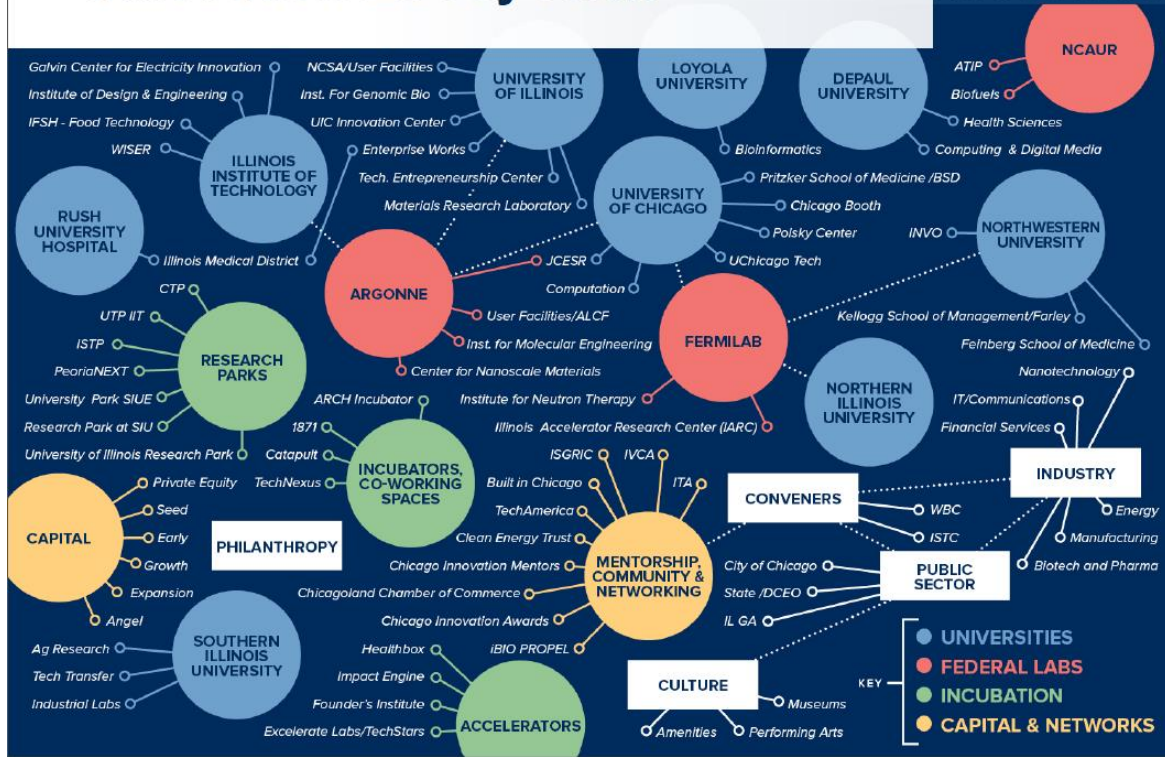 NCAUR
ATIP
Biofuels
Galvin Center for Electricity Innovation
Institute of Design & Engineering
IFSH - Food Technology
WISER
ILLINOIS
INSTITUTE OF
TECHNOLOGY
NCSA/User Facilities
Inst. For Genomic Bio
UIC Innovation Center
Enterprise Works
Tech. Entrepreneurship Center
Materials Research Laboratory
UNIVERSITY
OF ILLINOIS
LOYOLA
UNIVERSITY
Bioinformatics
DEPAUL
UNIVERSITY
Health Sciences
Computing & Digital Media
RUSH
UNIVERSITY
HOSPITAL
Illinois Medical District
UNIVERSITY
OF CHICAGO
Pritzker School of Medicine /BSD
Chicago Booth
Polsky Center
UChicago Tech
JCESR
Computation
NORTHWESTERN
UNIVERSITY
INVO
Kellogg School of Management/Farley
Feinberg School of Medicine
ARGONNE
User Facilities/ALCF
Inst. for Molecular Engineering
Center for Nanoscale Materials
FERMILAB
Institute for Neutron Therapy
Illinois Accelerator Research Center (IARC)
NORTHERN
ILLINOIS
UNIVERSITY
CTP
UTP IIT
ISTP
PeoriaNEXT
University Park SIUE
Research Park at SIU
University of Illinois Research Park
RESEARCH
PARKS
ARCH Incubator
1871
Catapult
TechNexus
INCUBATORS,
CO-WORKING
SPACES
Nanotechnology
IT/Communications
Financial Services
INDUSTRY
Energy
Manufacturing
Biotech and Pharma
CAPITAL
Private Equity
Seed
Early
Growth
Expansion
Angel
PHILANTHROPY
ISGRIC
IVCA
Built in Chicago
ITA
TechAmerica
Clean Energy Trust
Chicago Innovation Mentors
Chicagoland Chamber of Commerce
Chicago Innovation Awards
iBIO PROPEL
MENTORSHIP,
COMMUNITY &
NETWORKING
CONVENERS
WBC
ISTC
PUBLIC
SECTOR
City of Chicago
State /DCEO
IL GA
SOUTHERN
ILLINOIS
UNIVERSITY
Ag Research
Tech Transfer
Industrial Labs
Healthbox
Impact Engine
Founder's Institute
Excelerate Labs/TechStars
ACCELERATORS
CULTURE
Museums
Amenities
Performing Arts
KEY
UNIVERSITIES
FEDERAL LABS
INCUBATION
CAPITAL & NETWORKS